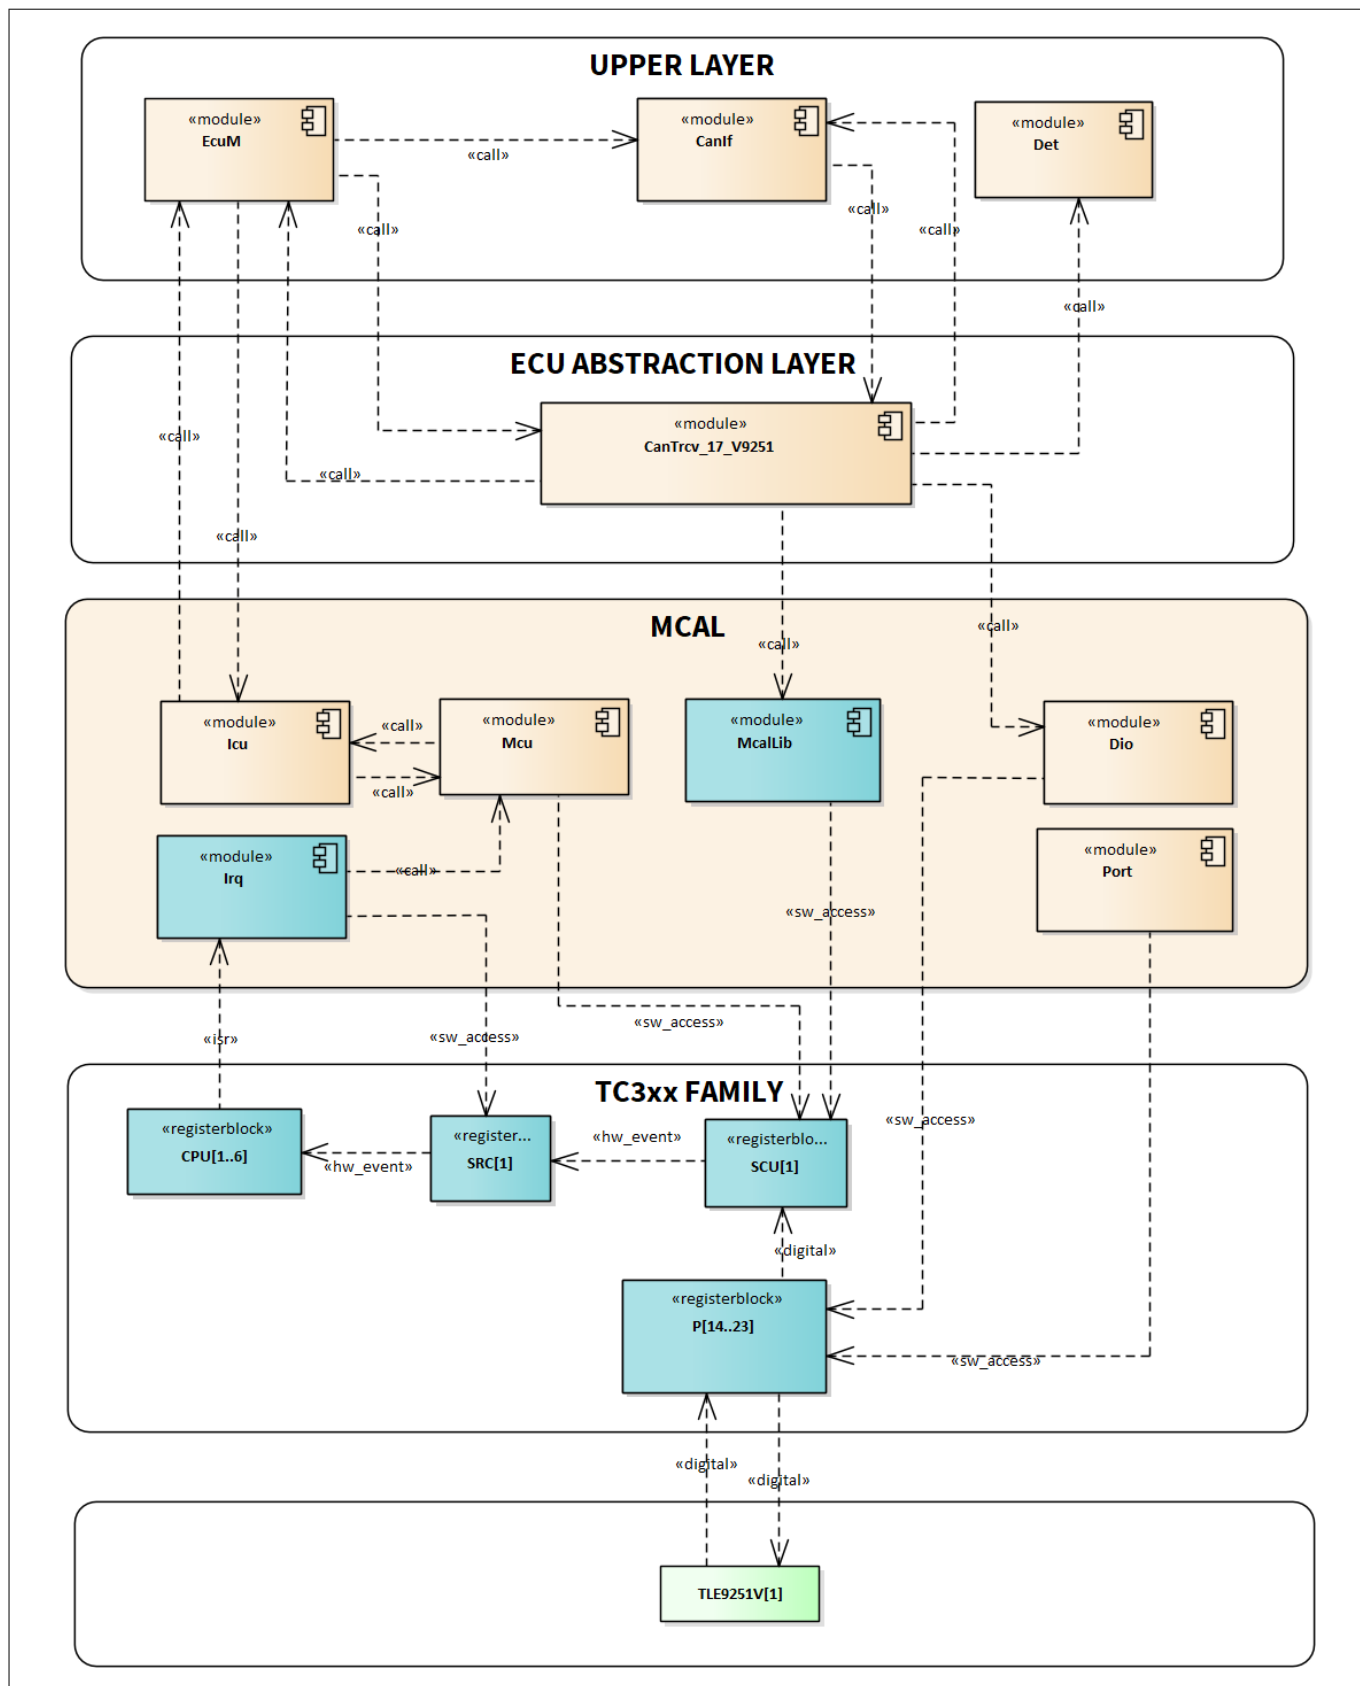 UPPER LAYER
«module»
EcuM
«module»
CanIf
«module»
Det
«call»
«call»
«call»
«call»
«call»
ECU ABSTRACTION LAYER
«module»
CanTrcv_17_V9251
«call»
«call»
«call»
MCAL
«call»
«call»
«module»
Icu
«call»
«call»
«module»
Mcu
«module»
McalLib
«module»
Dio
«module»
Irq
«call»
«module»
Port
«sw_access»
«isr»
«sw_access»
«sw_access»
TC3xx FAMILY
«registerblock»
CPU[1..6]
«hw_event»
«register...
SRC[1]
«hw_event»
«registerblo...
SCU[1]
«sw_access»
«digital»
«registerblock»
P[14..23]
«sw_access»
«digital»
«digital»
TLE9251V[1]